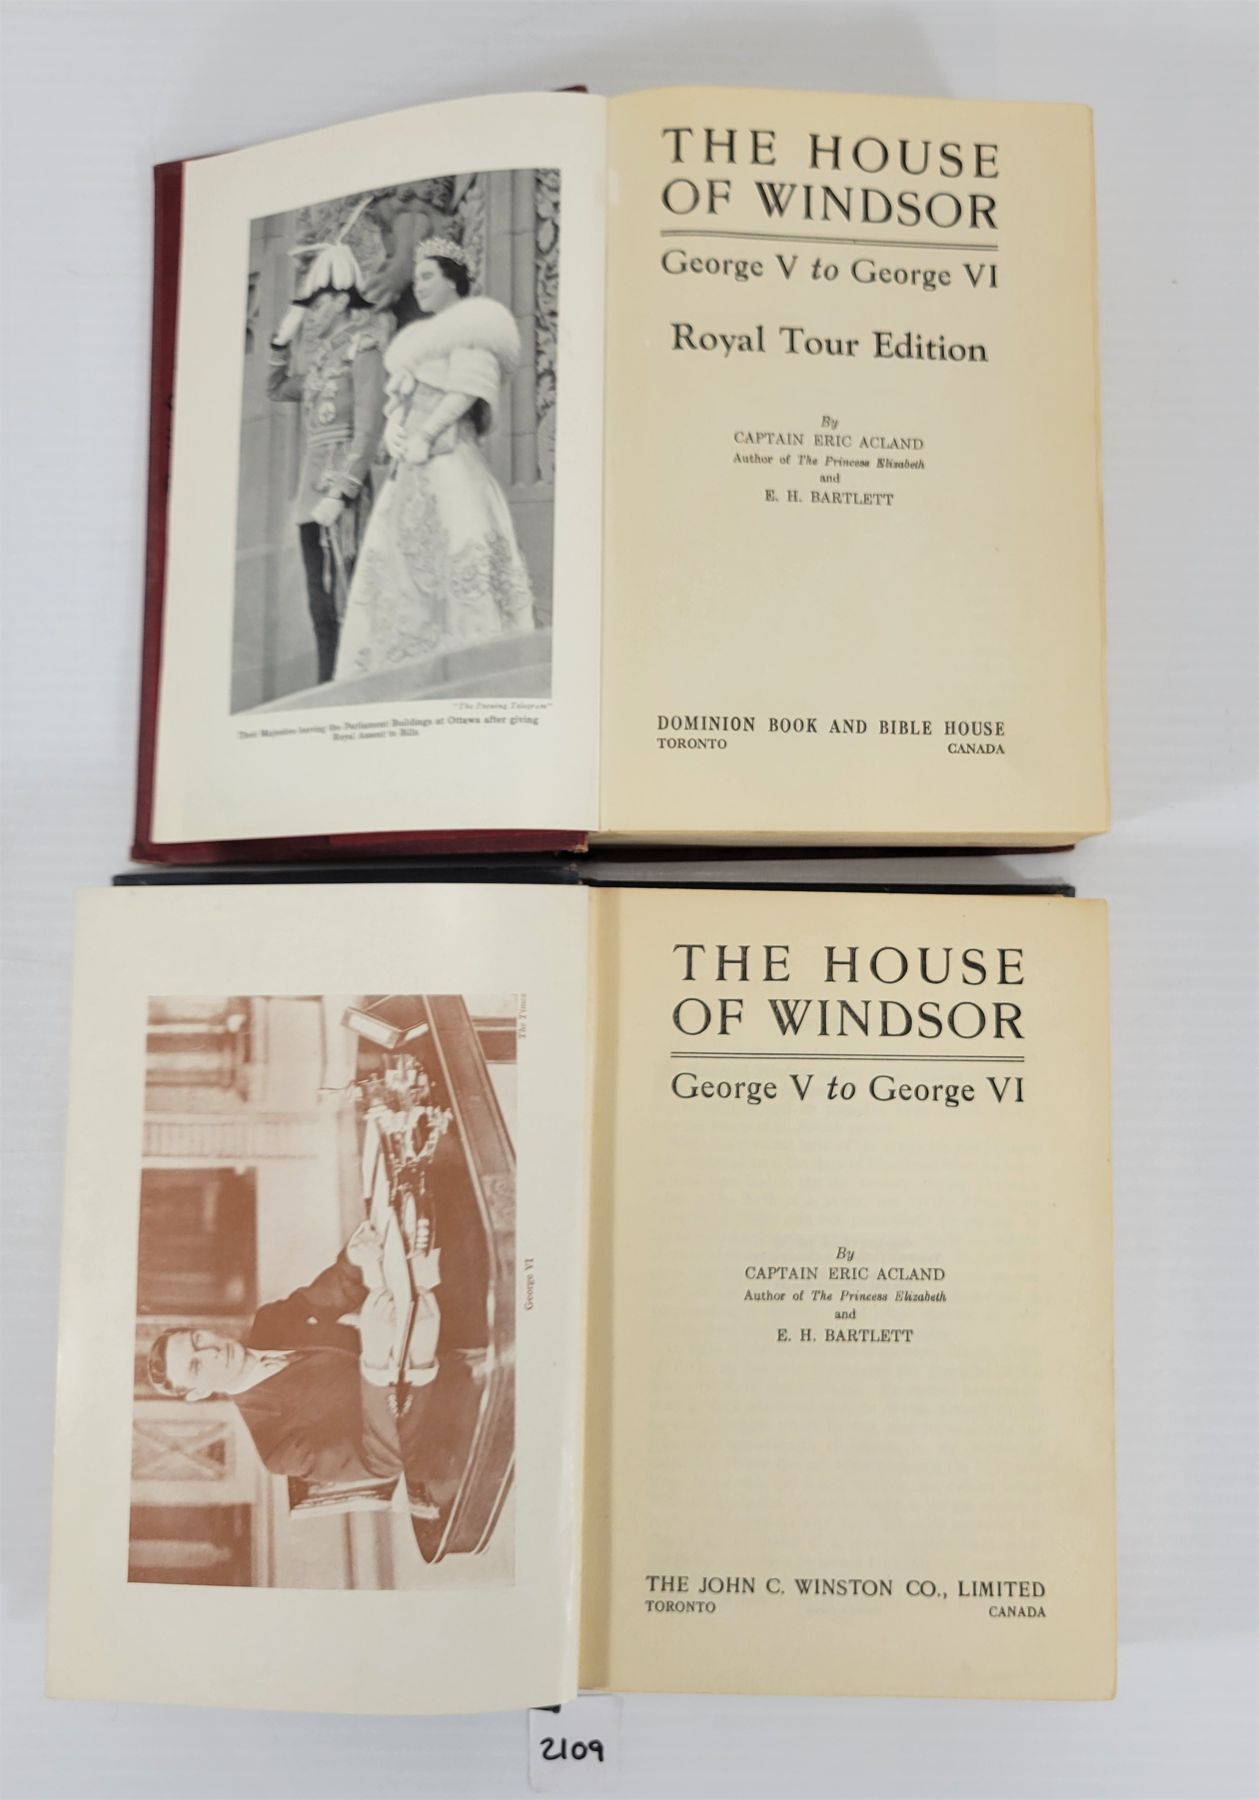 "The Evening Telegram"
Their Majesties leaving the Parliament Buildings at Ottawa after giving
Royal Assent to Bills
THE HOUSE
OF WINDSOR
George V to George VI
Royal Tour Edition
By
CAPTAIN ERIC ACLAND
Author of The Princess Elizabeth
and
E. H. BARTLETT
DOMINION BOOK AND BIBLE HOUSE
TORONTO CANADA
The Times
George VI
THE HOUSE
OF WINDSOR
George V to George VI
By
CAPTAIN ERIC ACLAND
Author of The Princess Elizabeth
and
E. H. BARTLETT
THE JOHN C. WINSTON CO., LIMITED
TORONTO CANADA
2109